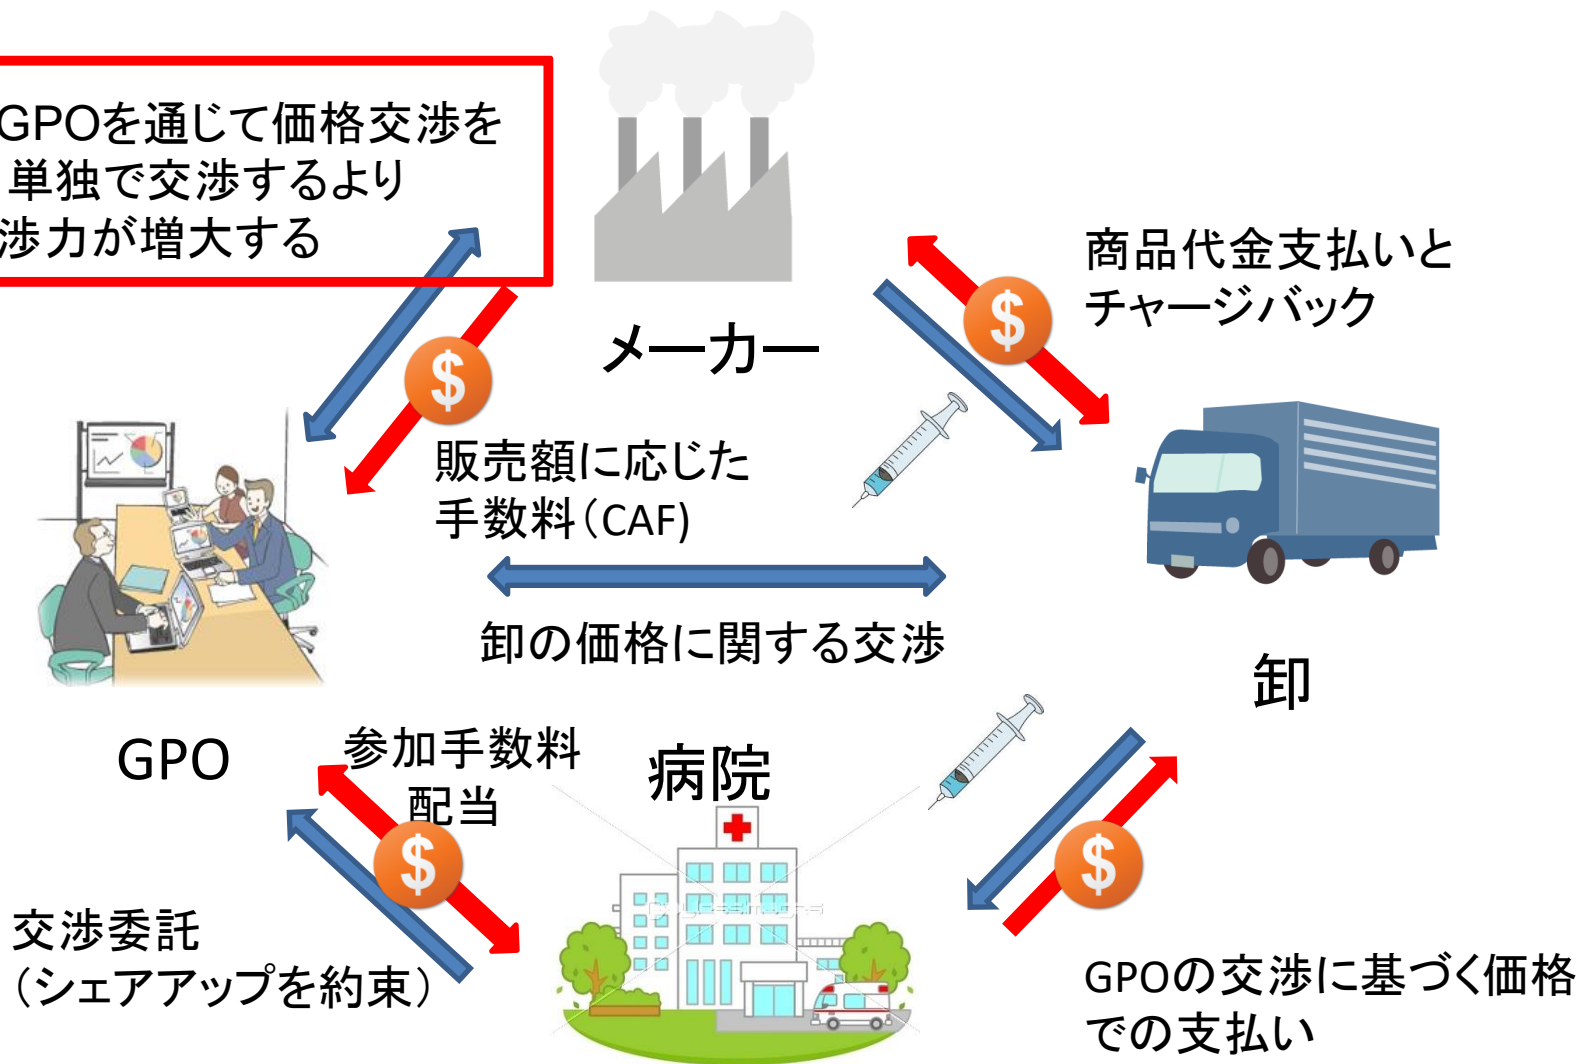 GPOを通じて価格交渉を
単独で交渉するより
渉力が増大する
商品代金支払いと
チャージバック
$
$
メーカー
販売額に応じた
手数料(CAF)
卸の価格に関する交渉
卸
GPO
参加手数料
配当
病院
$
$
交渉委託
(シェアアップを約束)
GPOの交渉に基づく価格
での支払い